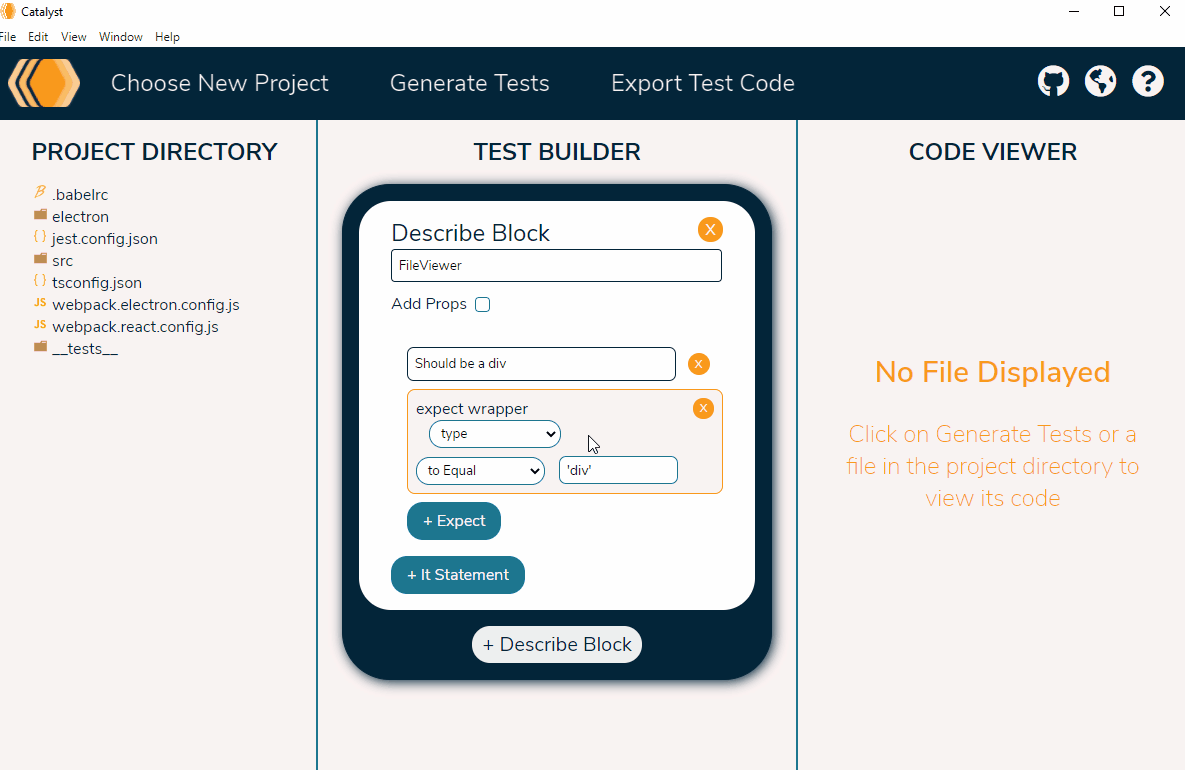 Catalyst
File Edit View Window Help
Choose New Project Generate Tests Export Test Code
PROJECT DIRECTORY
.babelrc
electron
{ } jest.config.json
src
{ } tsconfig.json
JS webpack.electron.config.js
JS webpack.react.config.js
__tests__
TEST BUILDER
Describe Block X
FileViewer
Add Props
Should be a div X
expect wrapper X
type
to Equal 'div'
+ Expect
+ It Statement
+ Describe Block
CODE VIEWER
No File Displayed
Click on Generate Tests or a
file in the project directory to
view its code